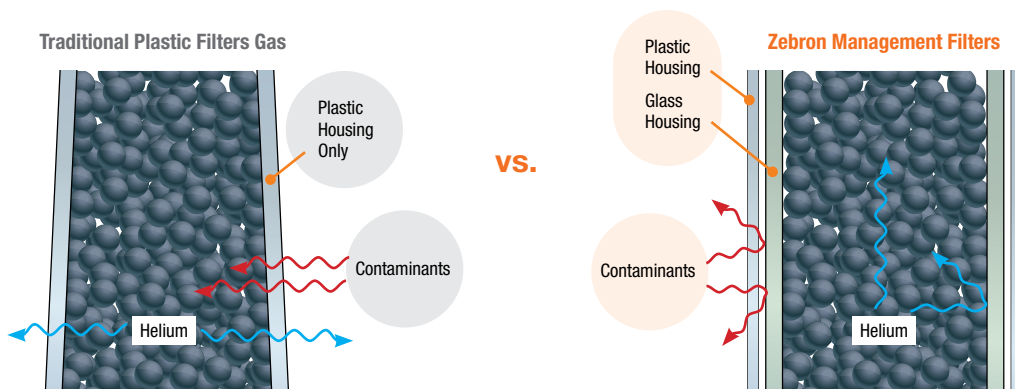 Traditional Plastic Filters Gas
Plastic
Housing
Only
Contaminants
Helium
vs.
Zebron Management Filters
Plastic
Housing
Glass
Housing
Contaminants
Helium